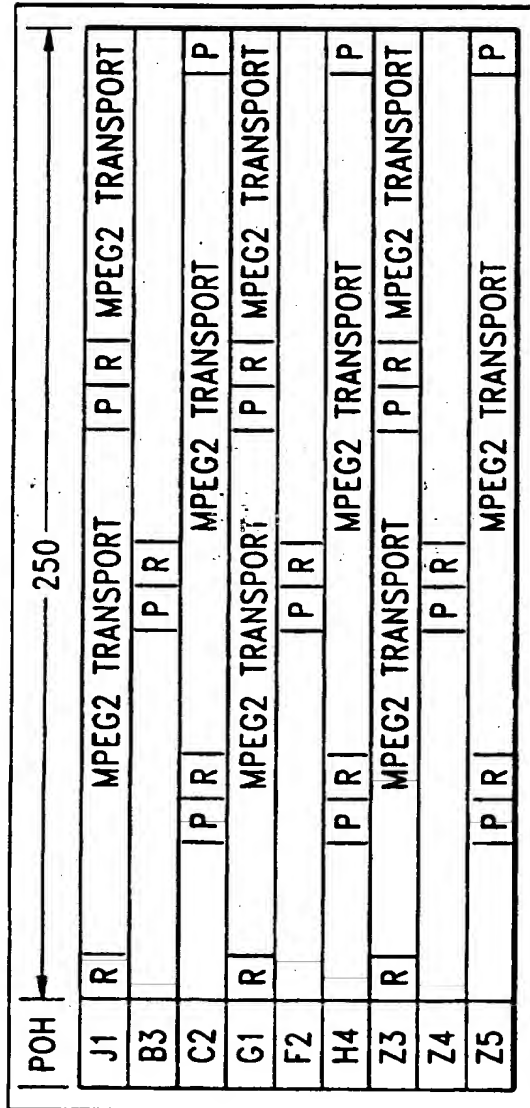 POH 250
J1 R MPEG2 TRANSPORT P R MPEG2 TRANSPORT
B3 P R
C2 P R MPEG2 TRANSPORT P
G1 R MPEG2 TRANSPORT P R MPEG2 TRANSPORT
F2 P R
H4 P R MPEG2 TRANSPORT P
Z3 R MPEG2 TRANSPORT P R MPEG2 TRANSPORT
Z4 P R
Z5 P R MPEG2 TRANSPORT P